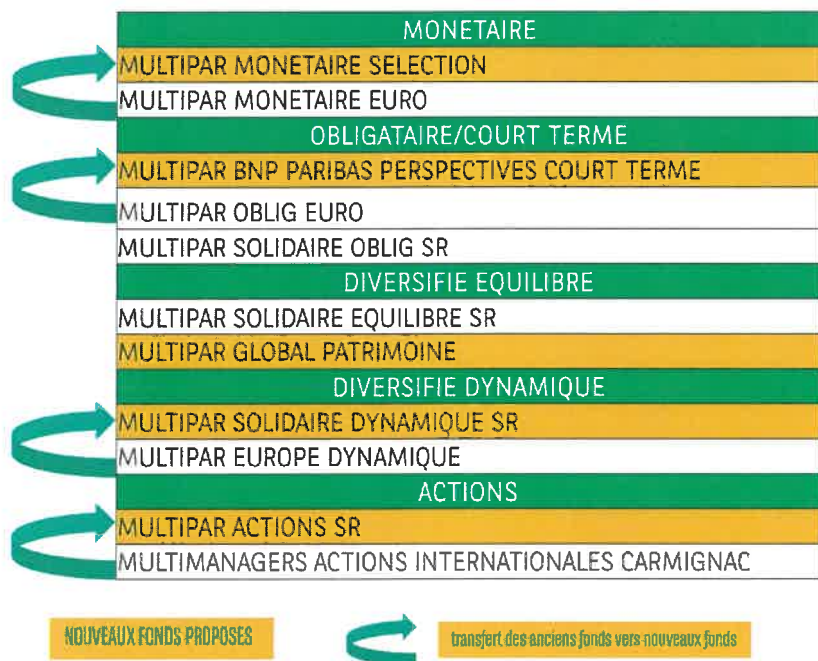 MONETAIRE
MULTIPAR MONETAIRE SELECTION
MULTIPAR MONETAIRE EURO
OBLIGATAIRE/COURT TERME
MULTIPAR BNP PARIBAS PERSPECTIVES COURT TERME
MULTIPAR OBLIG EURO
MULTIPAR SOLIDAIRE OBLIG SR
DIVERSIFIE EQUILIBRE
MULTIPAR SOLIDAIRE EQUILIBRE SR
MULTIPAR GLOBAL PATRIMOINE
DIVERSIFIE DYNAMIQUE
MULTIPAR SOLIDAIRE DYNAMIQUE SR
MULTIPAR EUROPE DYNAMIQUE
ACTIONS
MULTIPAR ACTIONS SR
MULTIMANAGERS ACTIONS INTERNATIONALES CARMIGNAC
NOUVEAUX FONDS PROPOSES
transfert des anciens fonds vers nouveaux fonds